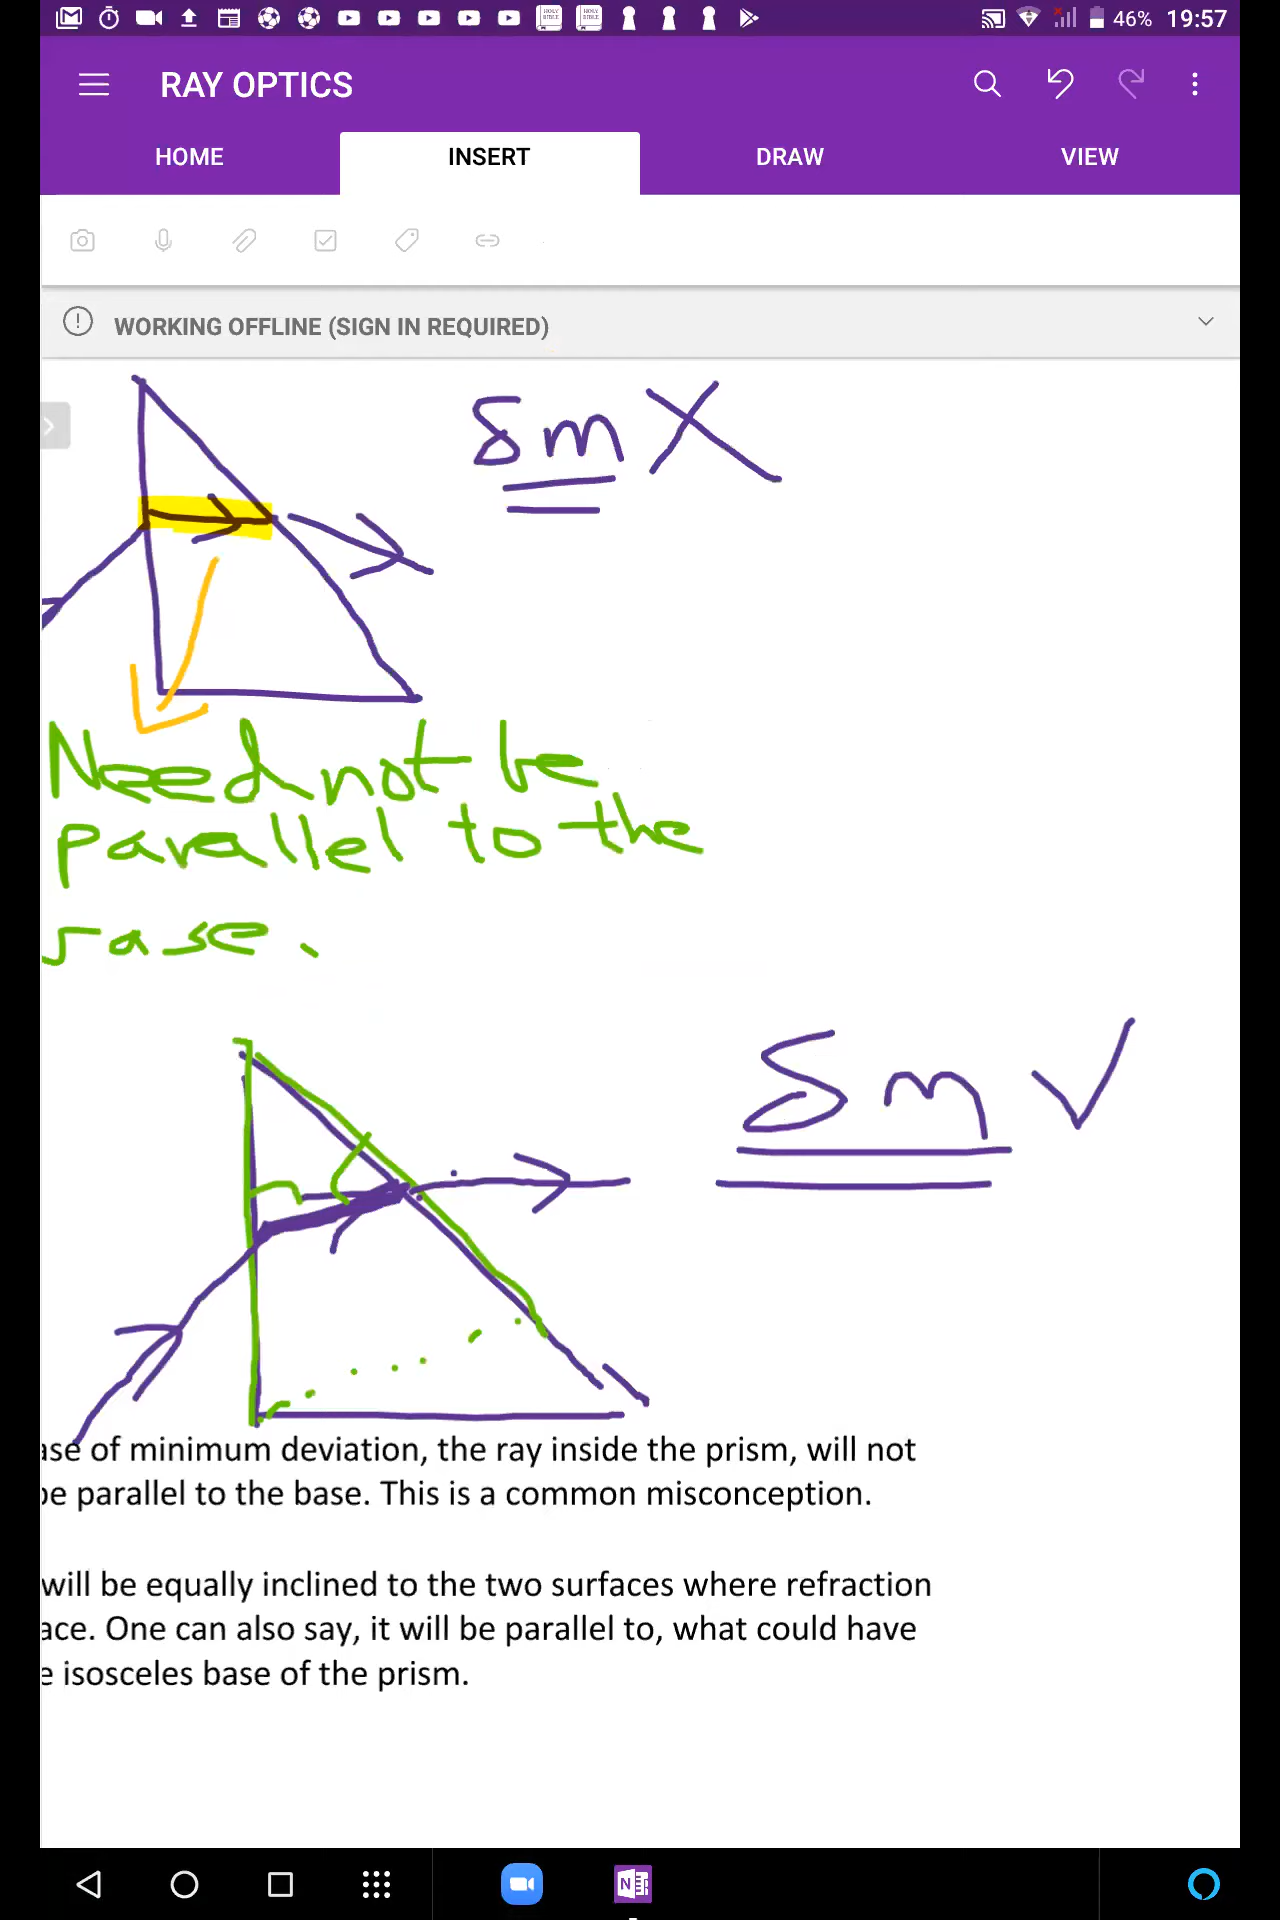 46% 19:57
RAY OPTICS
HOME INSERT DRAW VIEW
WORKING OFFLINE (SIGN IN REQUIRED)
δm X
Need not be
parallel to the
ase.
δm ✓
ase of minimum deviation, the ray inside the prism, will not
be parallel to the base. This is a common misconception.
will be equally inclined to the two surfaces where refraction
ace. One can also say, it will be parallel to, what could have
e isosceles base of the prism.